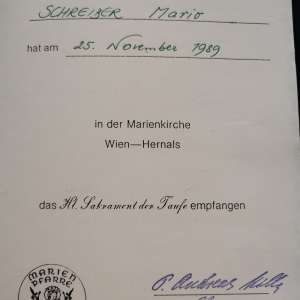 SCHREIBER Mario
hat am 25. November 1989
in der Marienkirche
Wien—Hernals
das Hl. Sakrament der Taufe empfangen
MARIEN
PFARRE
P. Andreas